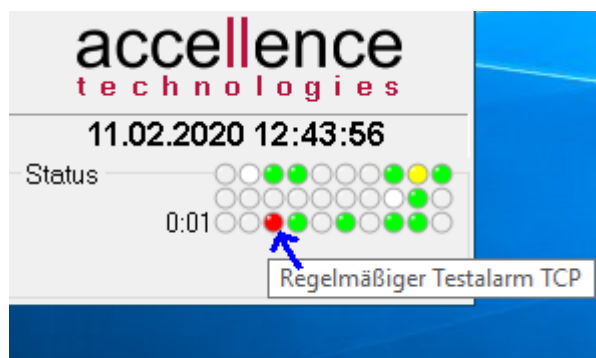 accellence
technologies
11.02.2020 12:43:56
Status
0:01
Regelmäßiger Testalarm TCP